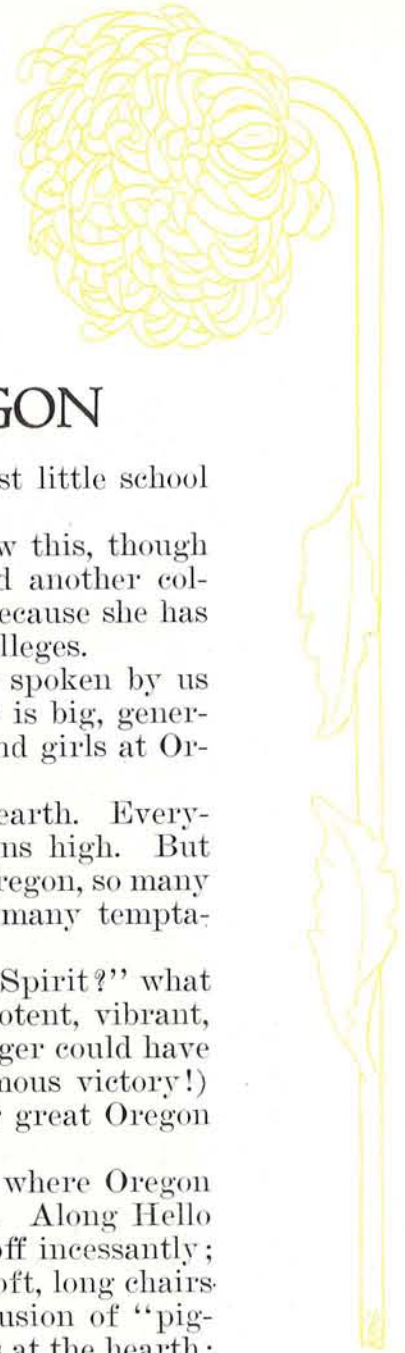 GON
st little school
w this, though
d another col-
ecause she has
lleges.
spoken by us
is big, gener-
nd girls at Or-
earth. Every-
ns high. But
regon, so many
many tempta-
Spirit?" what
otent, vibrant,
ger could have
nous victory!)
great Oregon
where Oregon
Along Hello
off incessantly;
oft, long chairs
usion of "pig-
at the hearth;